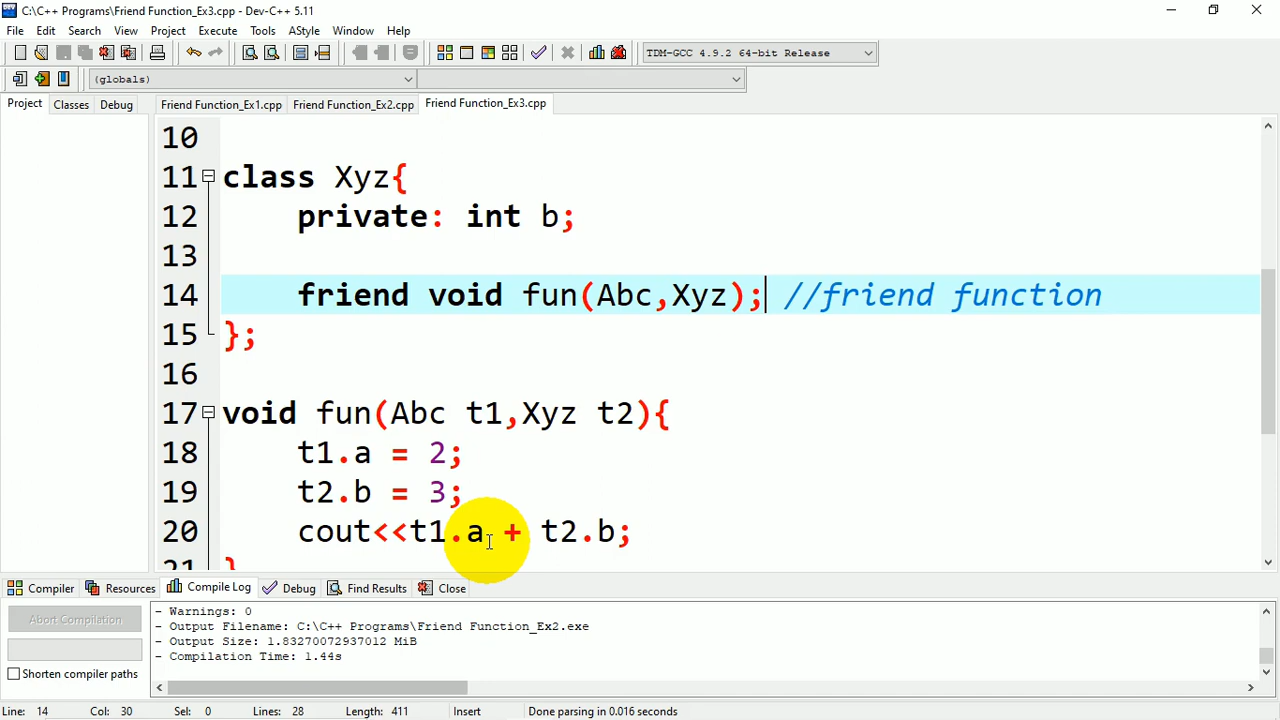 C:\C++ Programs\Friend Function_Ex3.cpp - Dev-C++ 5.11
File Edit Search View Project Execute Tools AStyle Window Help
TDM-GCC 4.9.2 64-bit Release
(globals)
Project Classes Debug Friend Function_Ex1.cpp Friend Function_Ex2.cpp Friend Function_Ex3.cpp
10
11 class Xyz{
12 private: int b;
13
14 friend void fun(Abc,Xyz); //friend function
15 };
16
17 void fun(Abc t1,Xyz t2){
18 t1.a = 2;
19 t2.b = 3;
20 cout<<t1.a + t2.b;
21 }
Compiler Resources Compile Log Debug Find Results Close
Abort Compilation
Shorten compiler paths
- Warnings: 0
- Output Filename: C:\C++ Programs\Friend Function_Ex2.exe
- Output Size: 1.83270072937012 MiB
- Compilation Time: 1.44s
Line: 14 Col: 30 Sel: 0 Lines: 28 Length: 411 Insert Done parsing in 0.016 seconds